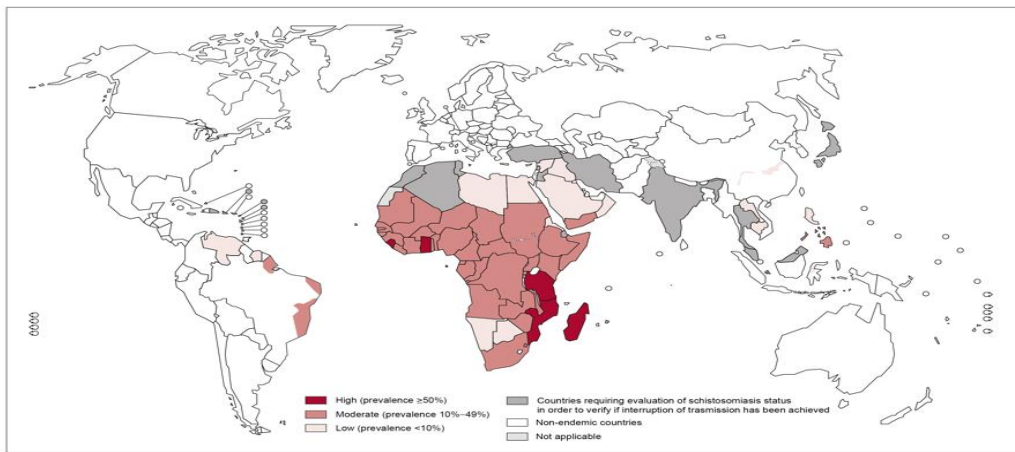 High (prevalence ≥50%)
Moderate (prevalence 10%–49%)
Low (prevalence <10%)
Countries requiring evaluation of schistosomiasis status
in order to verify if interruption of trasmission has been achieved
Non-endemic countries
Not applicable